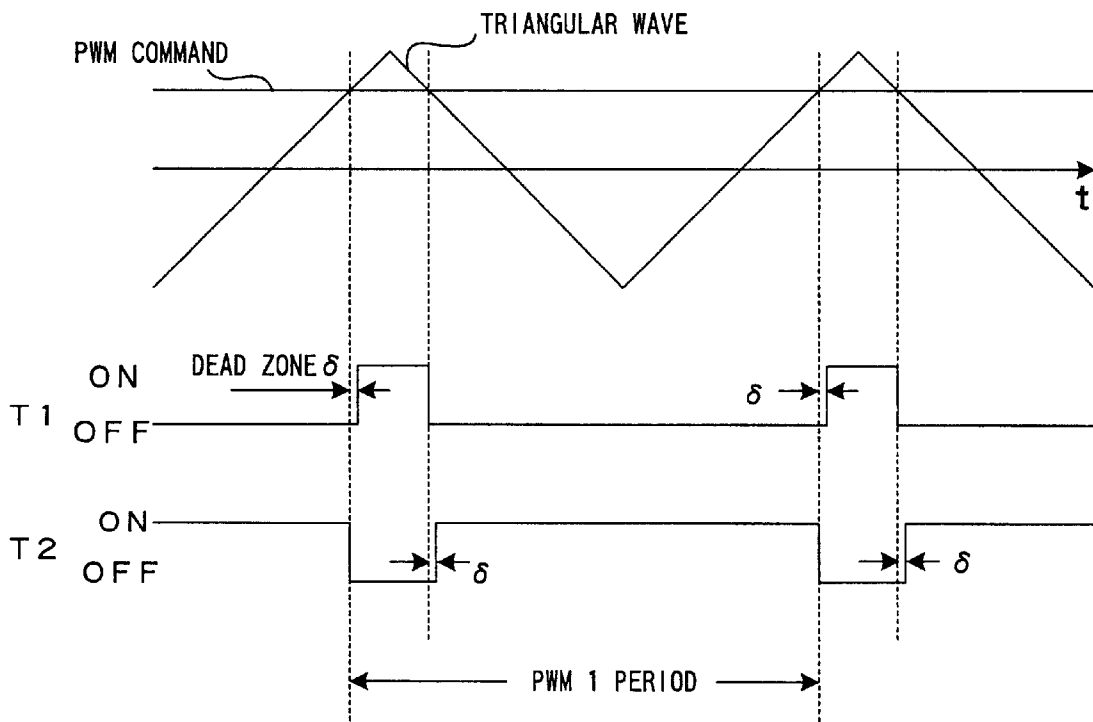 TRIANGULAR WAVE
PWM COMMAND
t
DEAD ZONE δ
ON
T1
OFF
δ
ON
T2
OFF
δ
δ
PWM 1 PERIOD